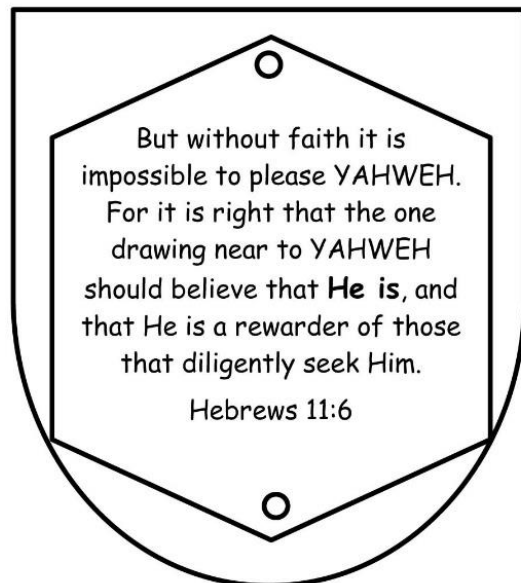 But without faith it is
impossible to please YAHWEH.
For it is right that the one
drawing near to YAHWEH
should believe that He is, and
that He is a rewarder of those
that diligently seek Him.
Hebrews 11:6